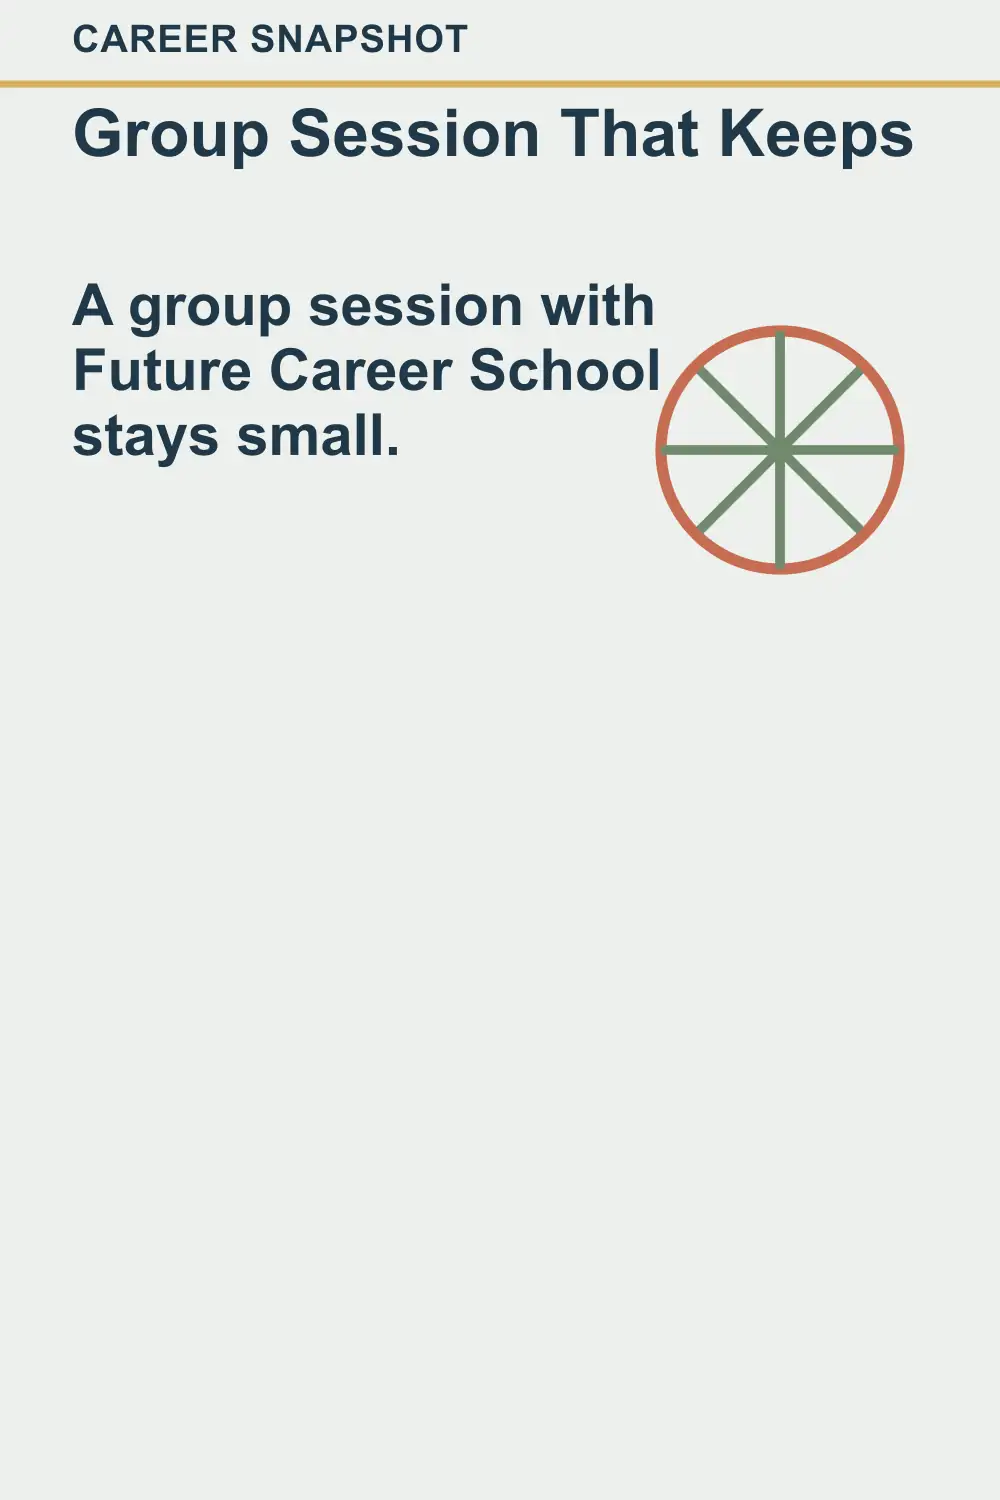 CAREER SNAPSHOT
Group Session That Keeps
A group session with
Future Career School
stays small.